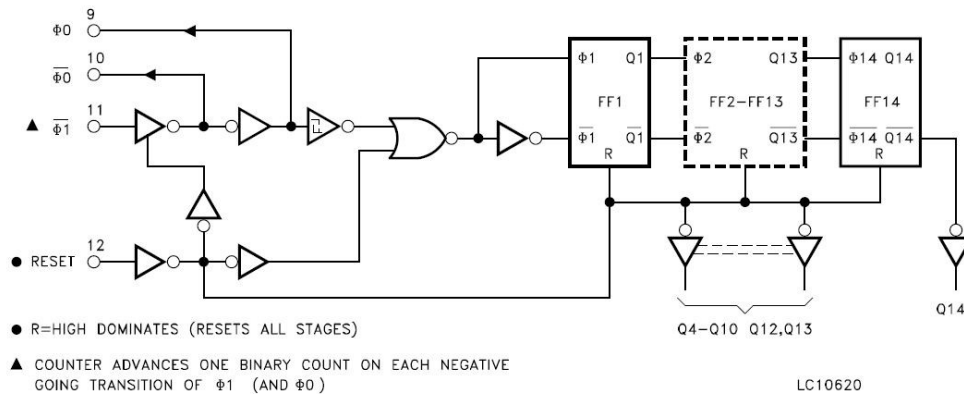 9
Φ0
10
Φ0
11
▲ Φ1
12
● RESET
Φ1 Q1
FF1
Φ1 Q1
R
Φ2 Q13
FF2-FF13
Φ2 Q13
R
Φ14 Q14
FF14
Φ14 Q14
R
Q4-Q10 Q12,Q13
Q14
● R=HIGH DOMINATES (RESETS ALL STAGES)
▲ COUNTER ADVANCES ONE BINARY COUNT ON EACH NEGATIVE
GOING TRANSITION OF Φ1 (AND Φ0)
LC10620